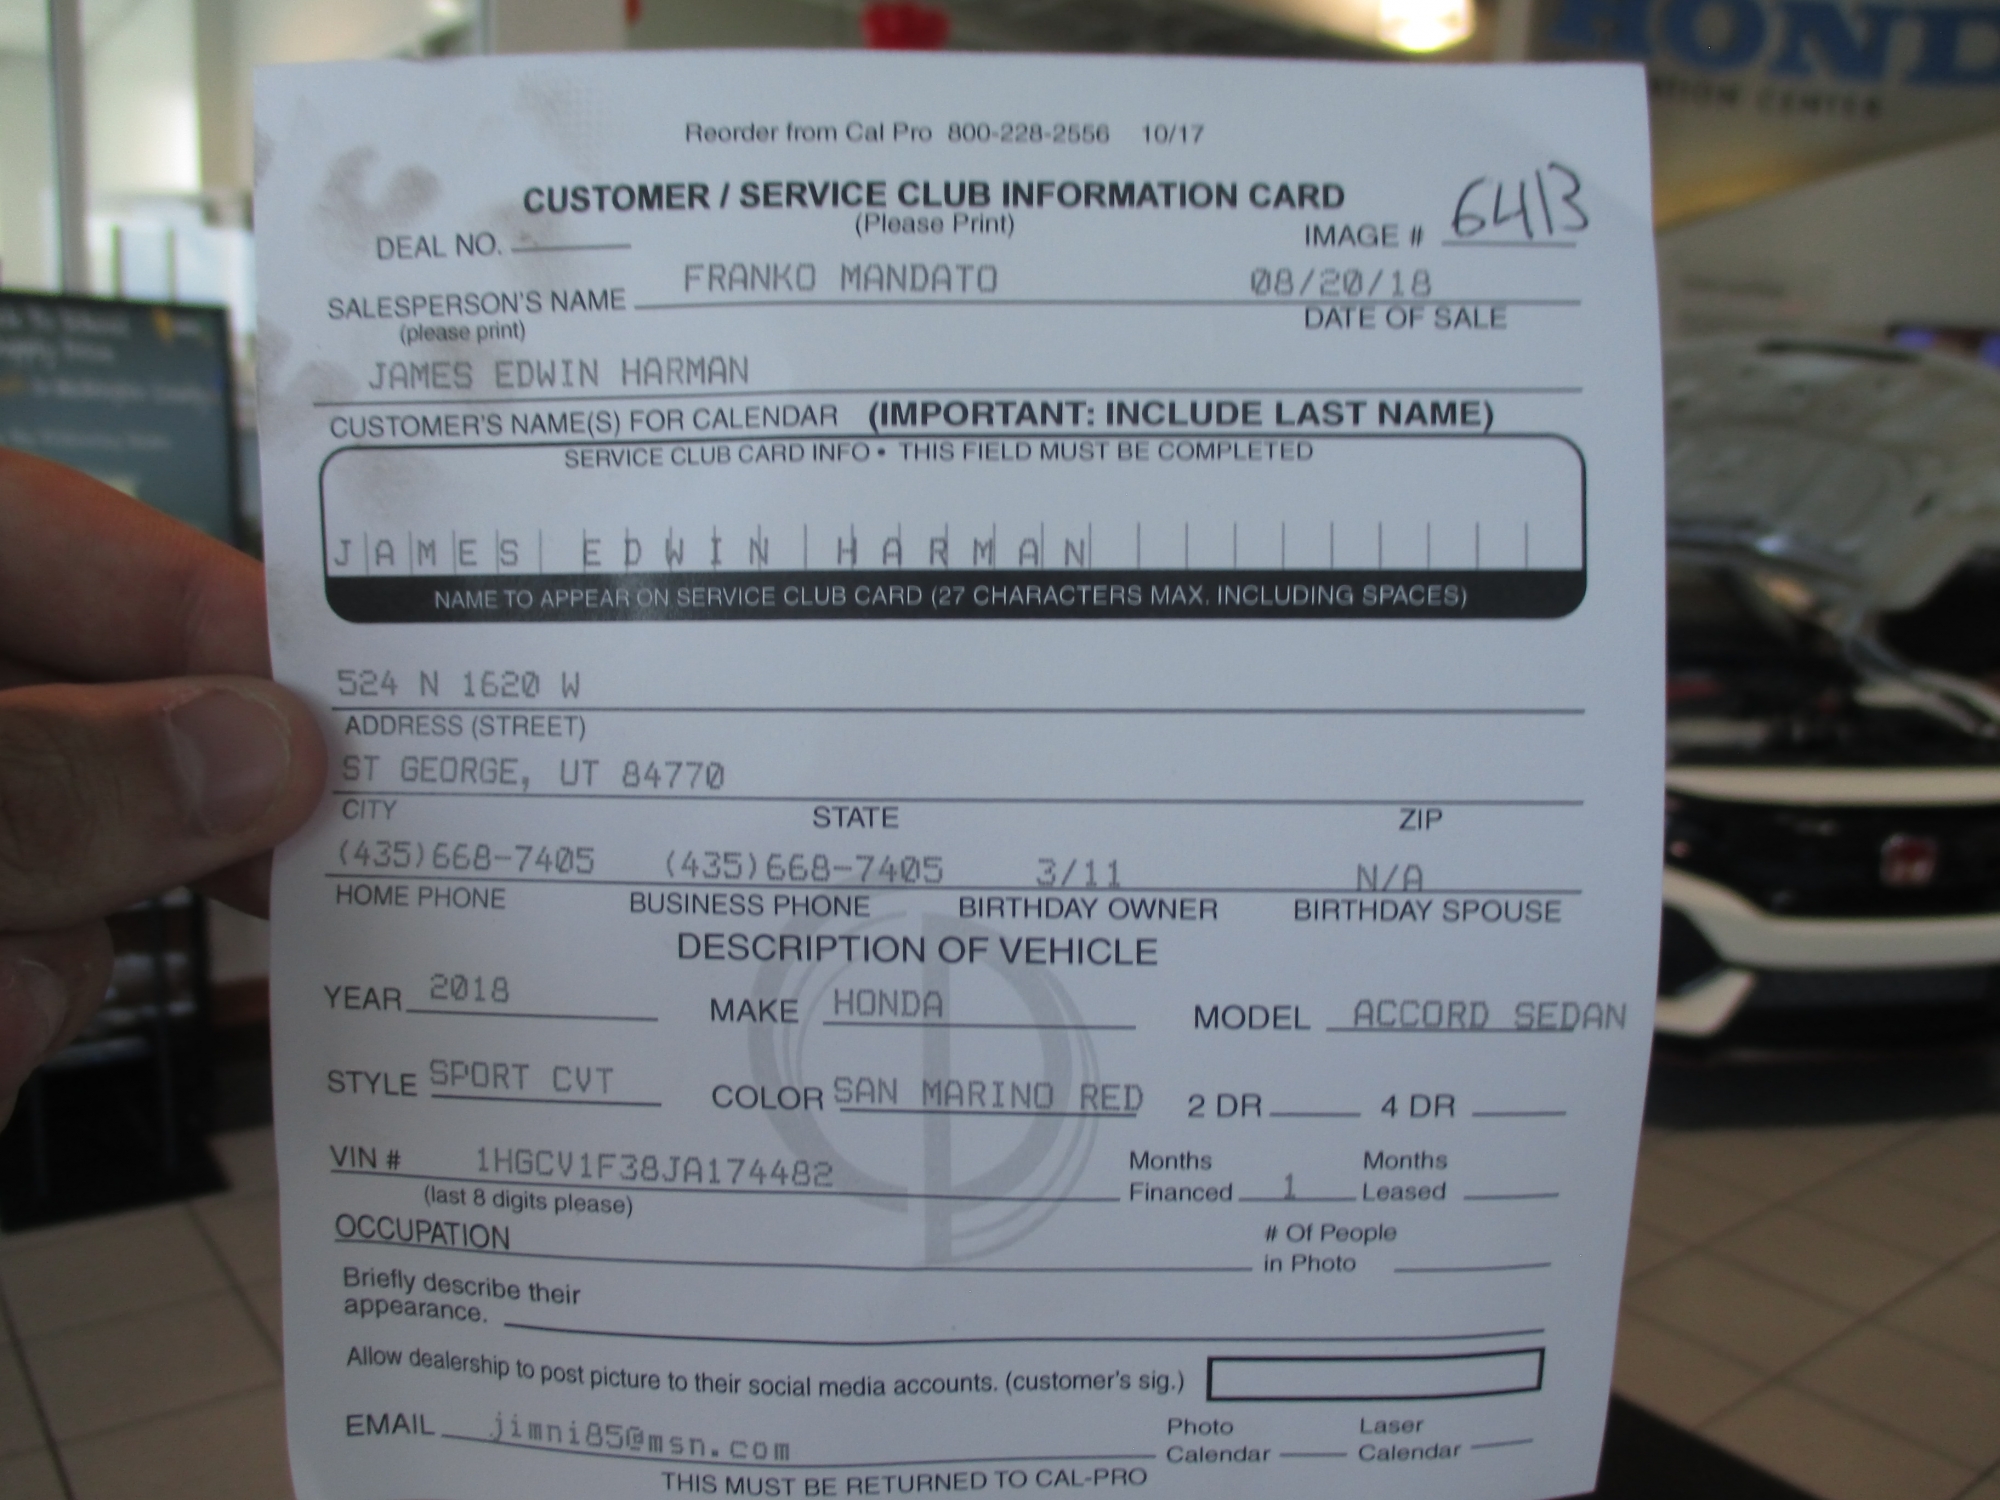 HOND
ATION CENTER
Reorder from Cal Pro 800-228-2556 10/17
CUSTOMER / SERVICE CLUB INFORMATION CARD
(Please Print)
DEAL NO. IMAGE # 6413
FRANKO MANDATO 08/20/18
SALESPERSON'S NAME DATE OF SALE
(please print)
JAMES EDWIN HARMAN
CUSTOMER'S NAME(S) FOR CALENDAR (IMPORTANT: INCLUDE LAST NAME)
SERVICE CLUB CARD INFO • THIS FIELD MUST BE COMPLETED
JAMES EDWIN HARMAN
NAME TO APPEAR ON SERVICE CLUB CARD (27 CHARACTERS MAX. INCLUDING SPACES)
524 N 1620 W
ADDRESS (STREET)
ST GEORGE, UT 84770
CITY STATE ZIP
(435)668-7405 (435)668-7405 3/11 N/A
HOME PHONE BUSINESS PHONE BIRTHDAY OWNER BIRTHDAY SPOUSE
DESCRIPTION OF VEHICLE
YEAR 2018 MAKE HONDA MODEL ACCORD SEDAN
STYLE SPORT CVT COLOR SAN MARINO RED 2 DR 4 DR
VIN # 1HGCV1F38JA174482 Months Financed 1 Months Leased
(last 8 digits please)
OCCUPATION # Of People in Photo
Briefly describe their
appearance.
Allow dealership to post picture to their social media accounts. (customer's sig.)
EMAIL jimni85@msn.com Photo Calendar Laser Calendar
THIS MUST BE RETURNED TO CAL-PRO